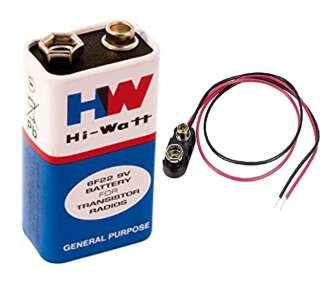 HW
Hi-Watt
6F22 9V
BATTERY
FOR
TRANSISTOR
RADIOS
GENERAL PURPOSE